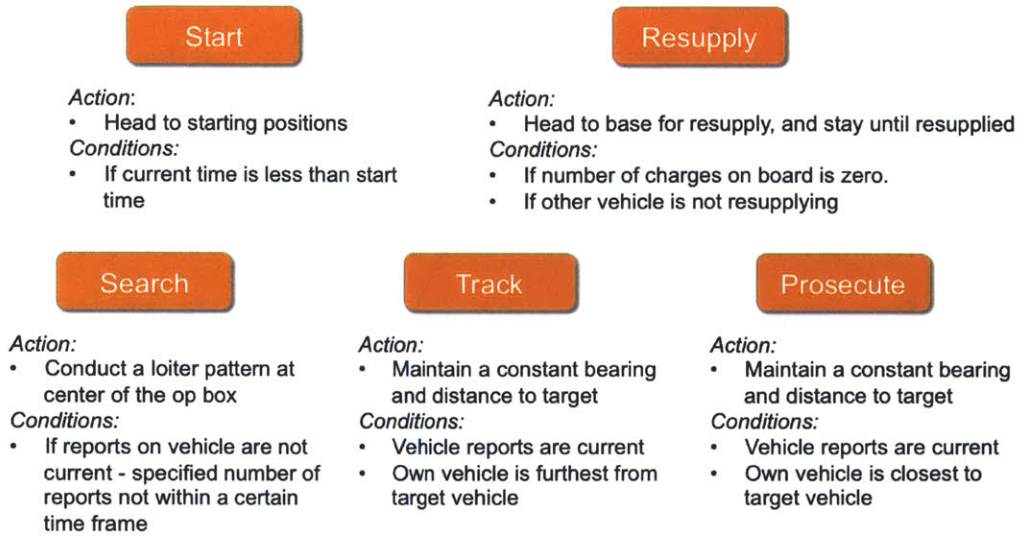 Start
Action:
• Head to starting positions
Conditions:
• If current time is less than start
time
Resupply
Action:
• Head to base for resupply, and stay until resupplied
Conditions:
• If number of charges on board is zero.
• If other vehicle is not resupplying
Search
Action:
• Conduct a loiter pattern at
center of the op box
Conditions:
• If reports on vehicle are not
current - specified number of
reports not within a certain
time frame
Track
Action:
• Maintain a constant bearing
and distance to target
Conditions:
• Vehicle reports are current
• Own vehicle is furthest from
target vehicle
Prosecute
Action:
• Maintain a constant bearing
and distance to target
Conditions:
• Vehicle reports are current
• Own vehicle is closest to
target vehicle